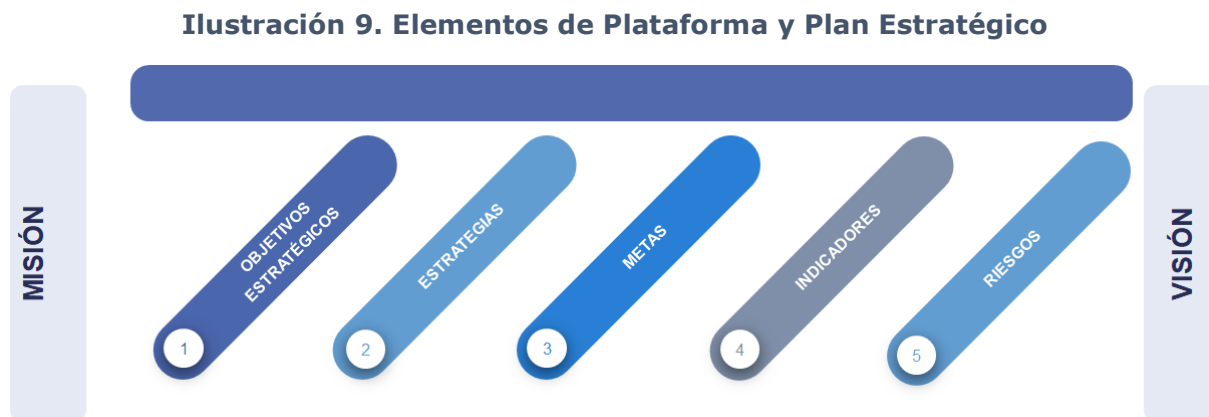 Ilustración 9. Elementos de Plataforma y Plan Estratégico
MISIÓN
OBJETIVOS
ESTRATÉGICOS
1
ESTRATEGIAS
2
METAS
3
INDICADORES
4
RIESGOS
5
VISIÓN